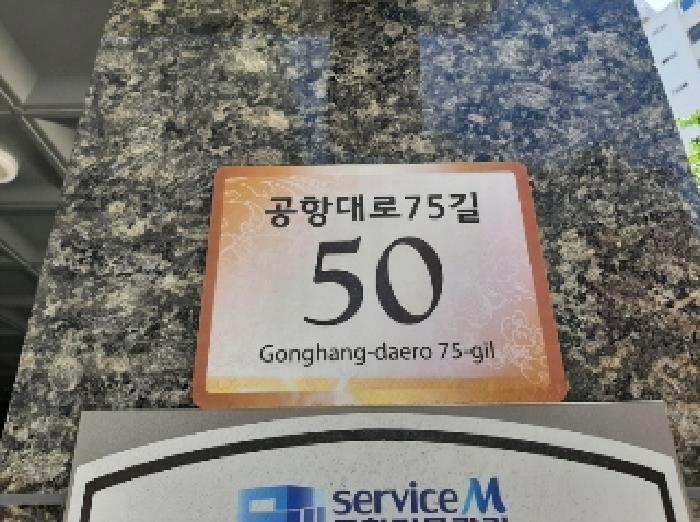 공항대로75길
50
Gonghang-daero 75-gil
service M